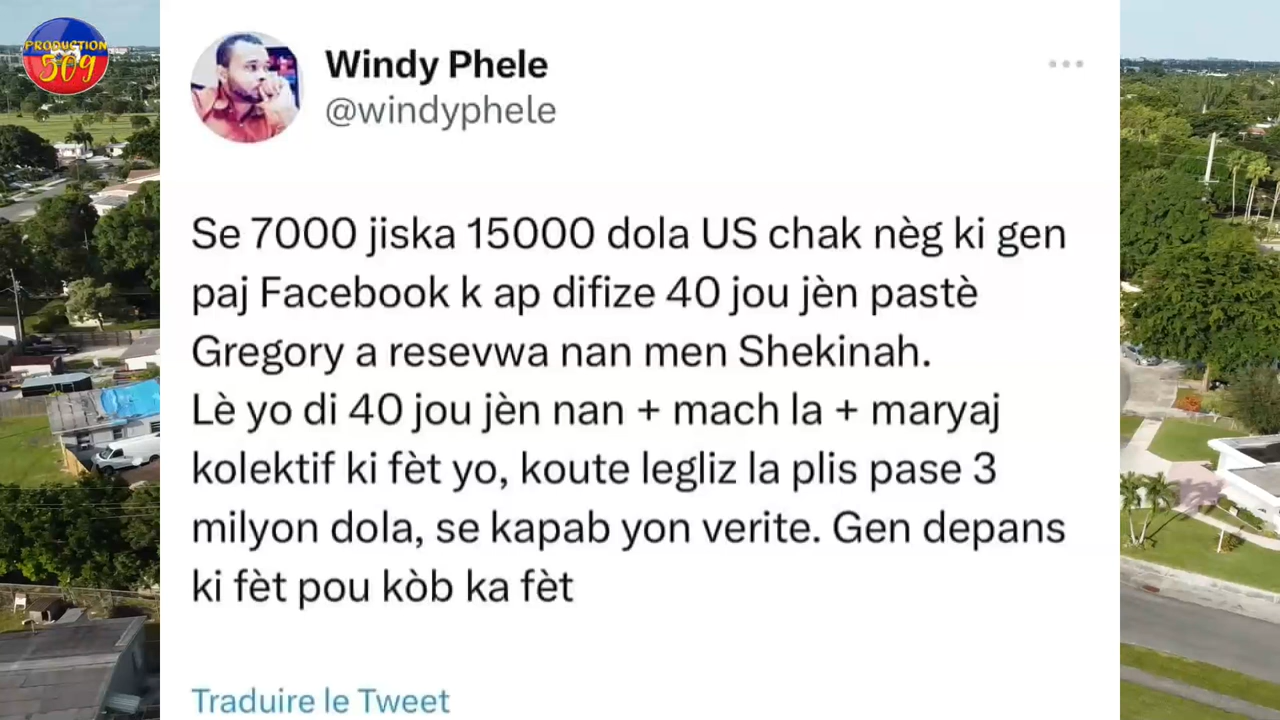 PRODUCTION
509
Windy Phele
@windyphele
Se 7000 jiska 15000 dola US chak nèg ki gen
paj Facebook k ap difize 40 jou jèn pastè
Gregory a resevwa nan men Shekinah.
Lè yo di 40 jou jèn nan + mach la + maryaj
kolektif ki fèt yo, koute legliz la plis pase 3
milyon dola, se kapab yon verite. Gen depans
ki fèt pou kòb ka fèt
Traduire le Tweet